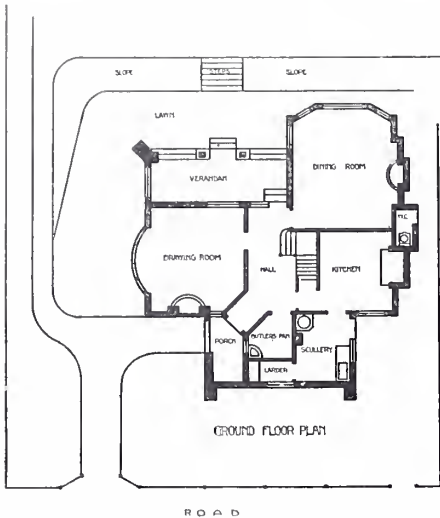 SLOPE STEPS SLOPE
LAWN
VERANDAH
DINING ROOM
W.C.
DRAWING ROOM
HALL
KITCHEN
PORCH
BUTLERS PAN
SCULLERY
LARDER
GROUND FLOOR PLAN
ROAD